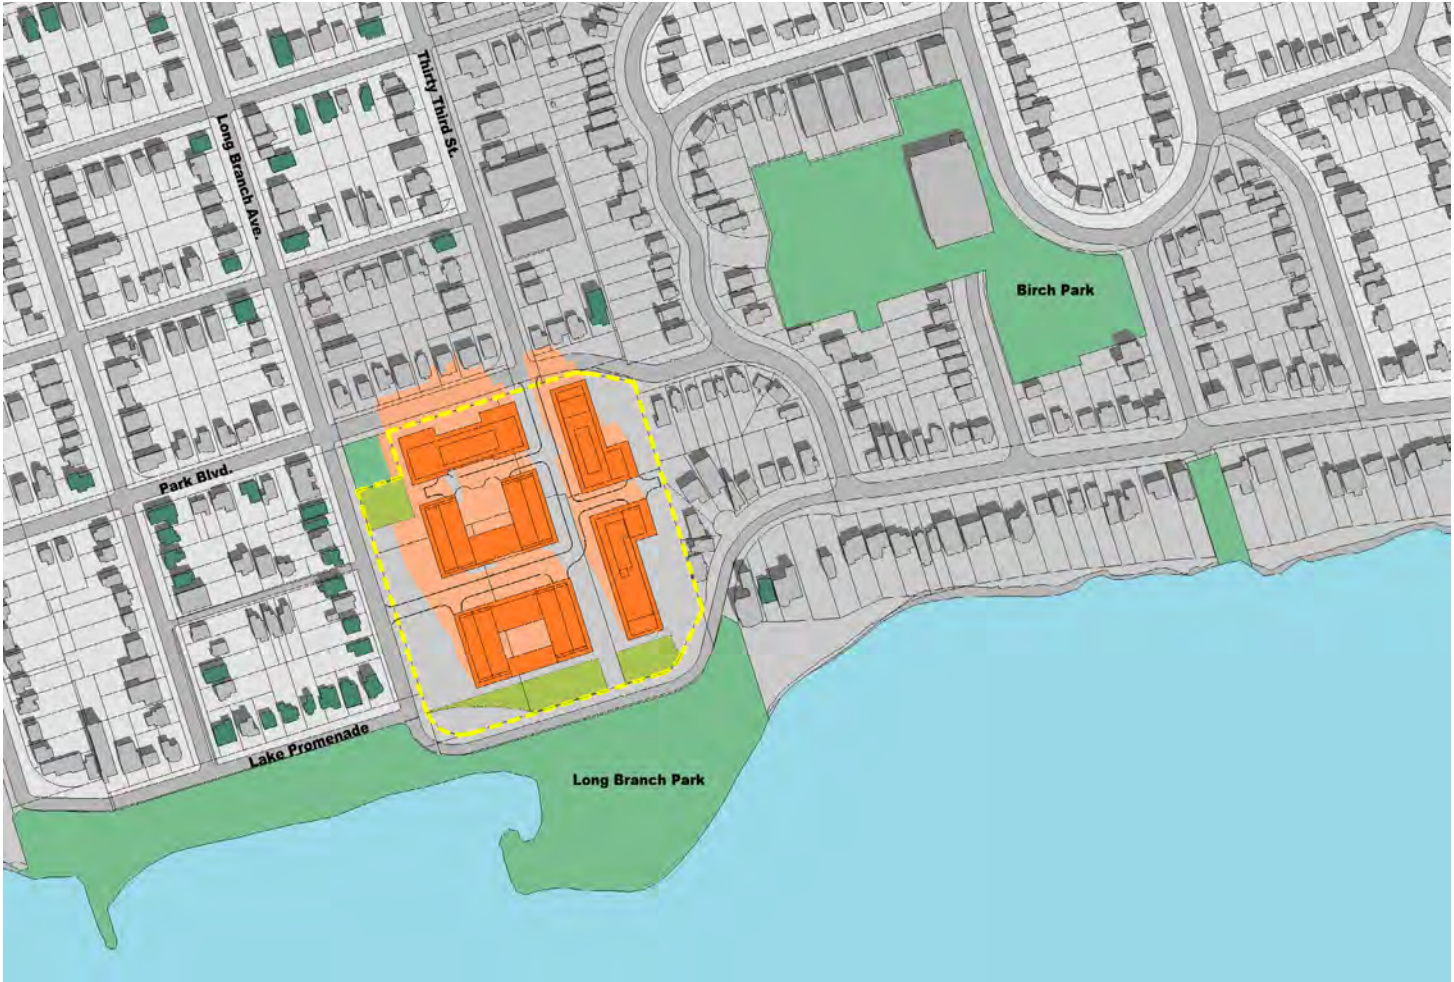 Thirty Third St.
Long Branch Ave.
Birch Park
Park Blvd.
Lake Promenade
Long Branch Park